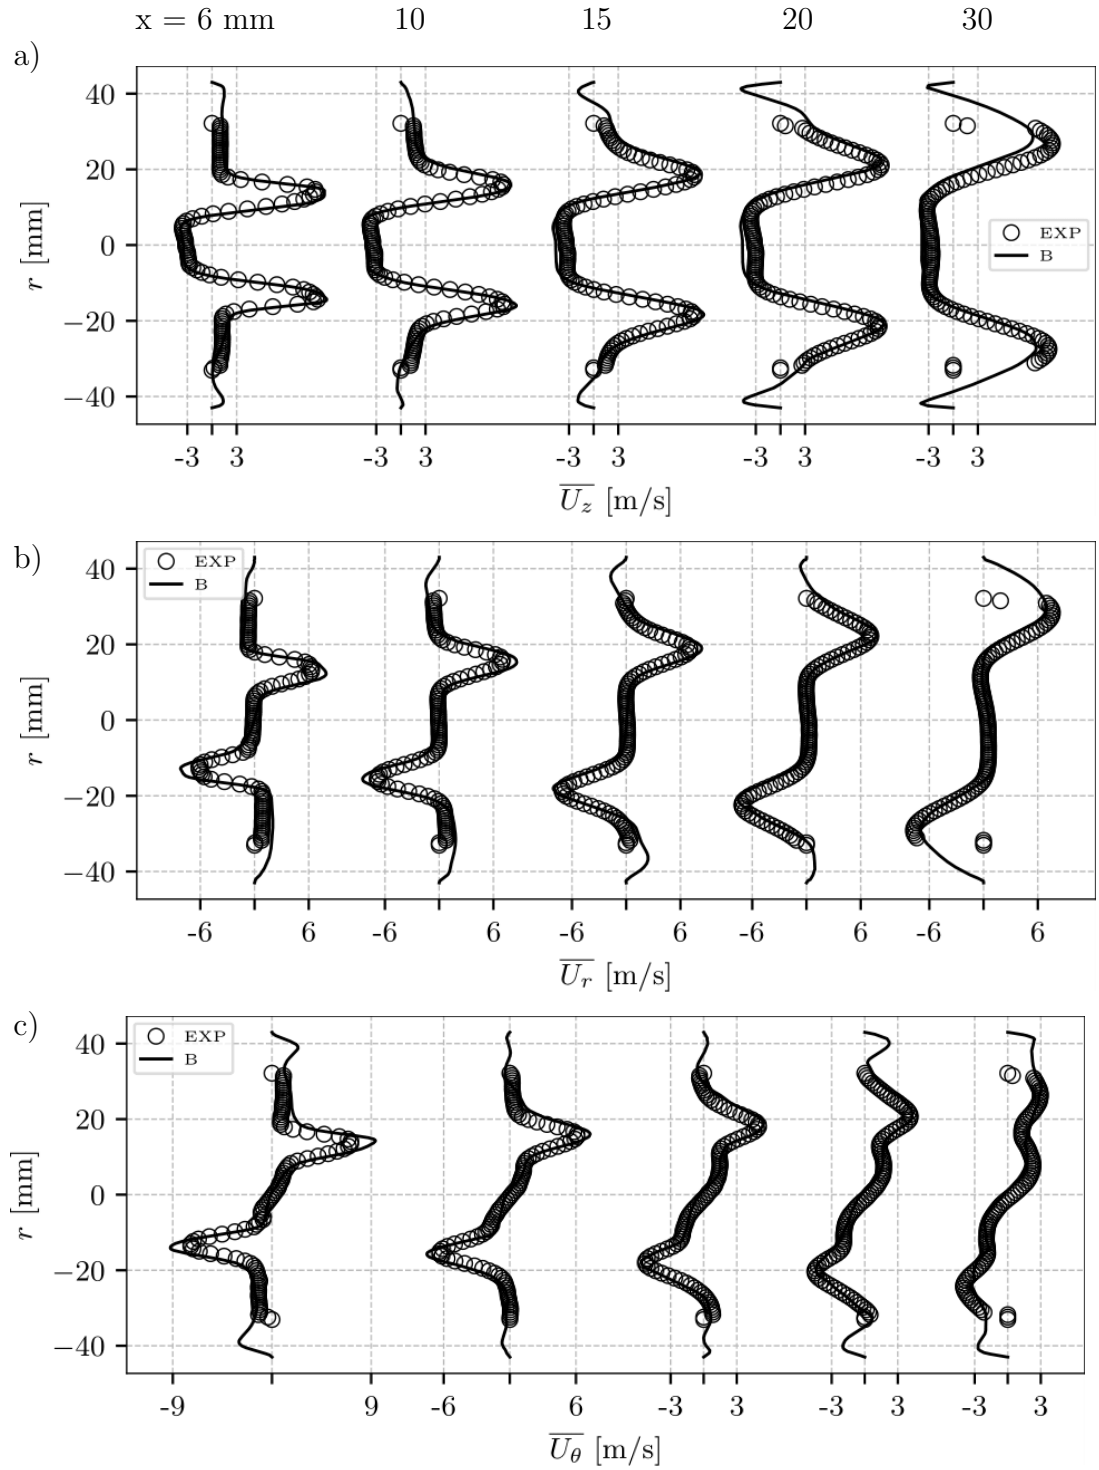 x = 6 mm 10 15 20 30
a)
40
20
0
−20
−40
r [mm]
EXP
B
-3 3 -3 3 -3 3 -3 3 -3 3
U_z [m/s]
b)
EXP
B
40
20
0
−20
−40
r [mm]
-6 6 -6 6 -6 6 -6 6 -6 6
U_r [m/s]
c)
EXP
B
40
20
0
−20
−40
r [mm]
-9 9 -6 6 -3 3 -3 3 -3 3
U_θ [m/s]